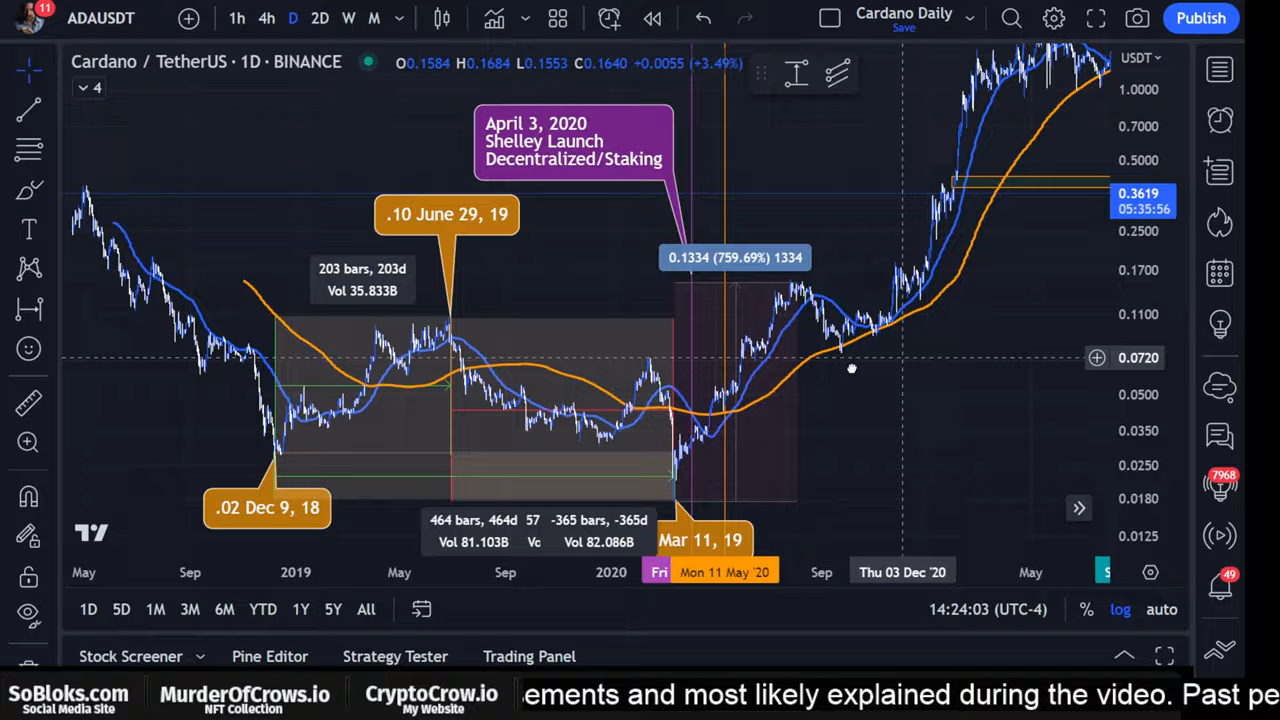 11
ADAUSDT
1h 4h D 2D W M
Cardano Daily
Save
Publish
Cardano / TetherUS · 1D · BINANCE
O0.1584 H0.1684 L0.1553 C0.1640 +0.0055 (+3.49%)
4
USDT
1.0000
0.7000
0.5000
0.3619
05:35:56
0.2500
0.1700
0.1100
0.0720
0.0500
0.0350
0.0250
0.0180
0.0125
April 3, 2020
Shelley Launch
Decentralized/Staking
.10 June 29, 19
0.1334 (759.69%) 1334
203 bars, 203d
Vol 35.833B
.02 Dec 9, 18
464 bars, 464d 57 -365 bars, -365d
Vol 81.103B Vc Vol 82.086B
Mar 11, 19
May Sep 2019 May Sep 2020 Fri Mon 11 May '20 Sep Thu 03 Dec '20 May S
1D 5D 1M 3M 6M YTD 1Y 5Y All
14:24:03 (UTC-4) % log auto
7968
49
Stock Screener Pine Editor Strategy Tester Trading Panel
SoBloks.com
Social Media Site
MurderOfCrows.io
NFT Collection
CryptoCrow.io
My Website
sements and most likely explained during the video. Past pe